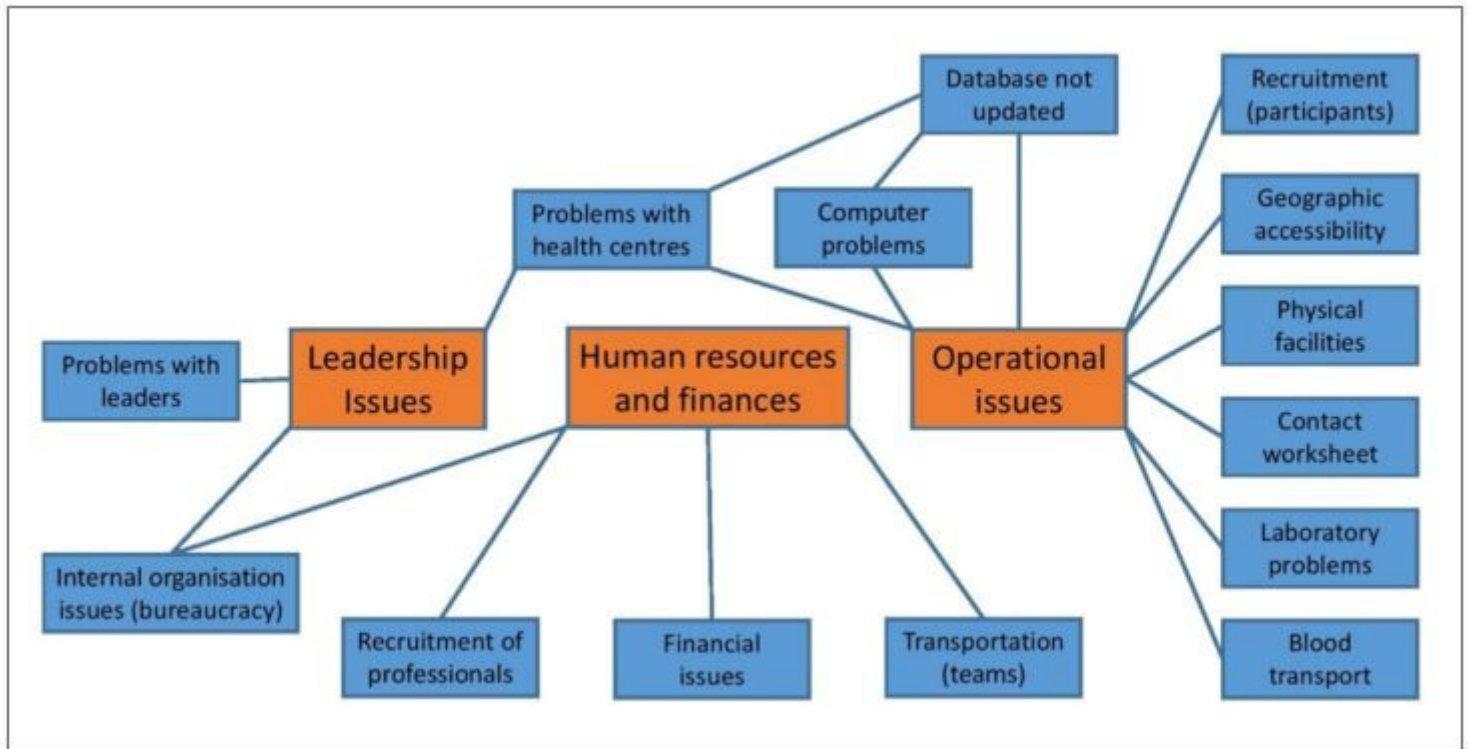 Database not
updated
Recruitment
(participants)
Problems with
health centres
Computer
problems
Geographic
accessibility
Physical
facilities
Problems with
leaders
Leadership
Issues
Human resources
and finances
Operational
issues
Contact
worksheet
Laboratory
problems
Internal organisation
issues (bureaucracy)
Recruitment of
professionals
Financial
issues
Transportation
(teams)
Blood
transport